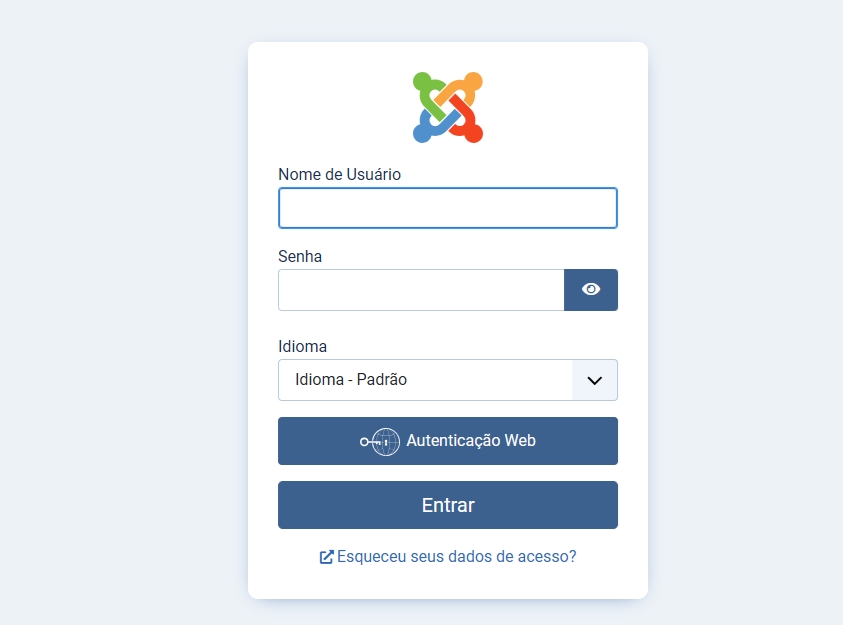 Nome de Usuário
Senha
Idioma
Idioma - Padrão
Autenticação Web
Entrar
Esqueceu seus dados de acesso?